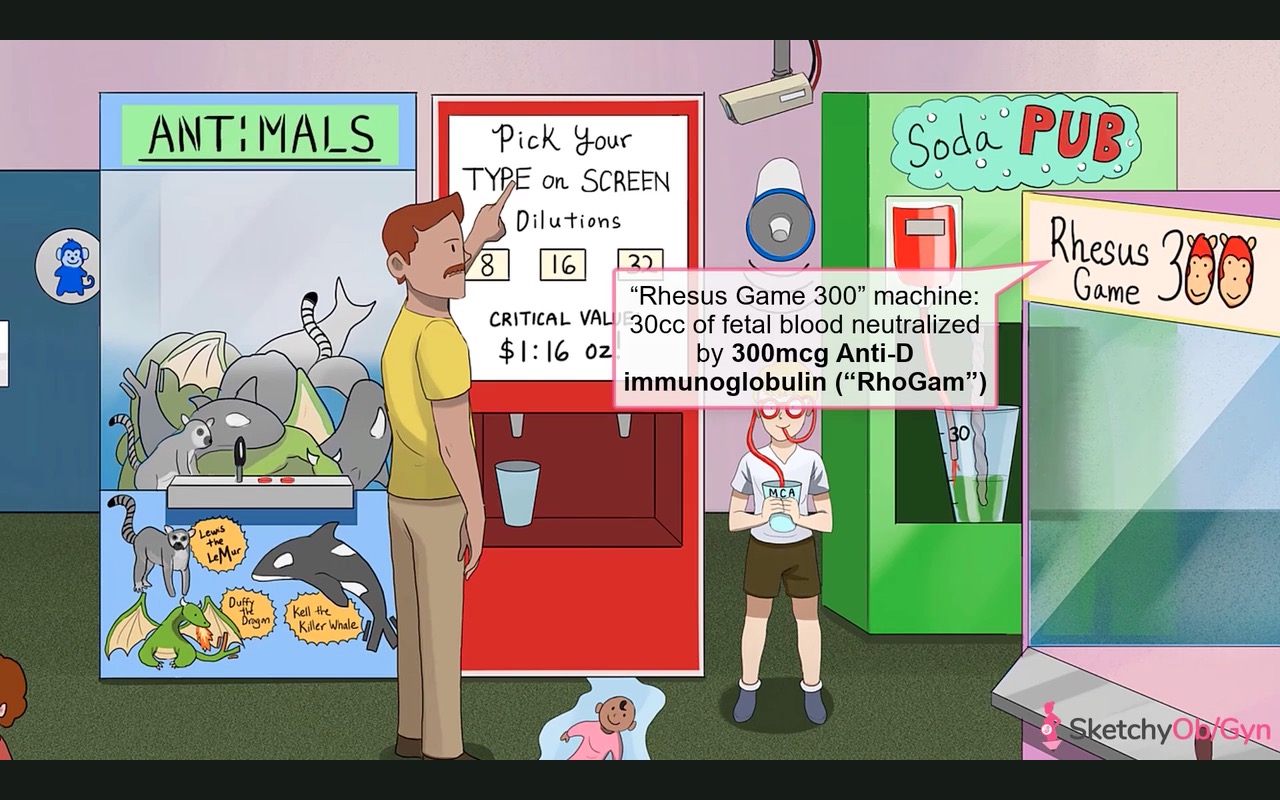 ANTIMALS
Pick Your
TYPE on SCREEN
Dilutions
8 16 32
CRITICAL VALU
$1:16 oz!
Soda PUB
Rhesus 300
Game
“Rhesus Game 300” machine:
30cc of fetal blood neutralized
by 300mcg Anti-D
immunoglobulin (“RhoGam”)
30
MCA
Lewis
the
LeMur
Duffy
the
Dragon
Kell the
Killer Whale
SketchyOb/Gyn